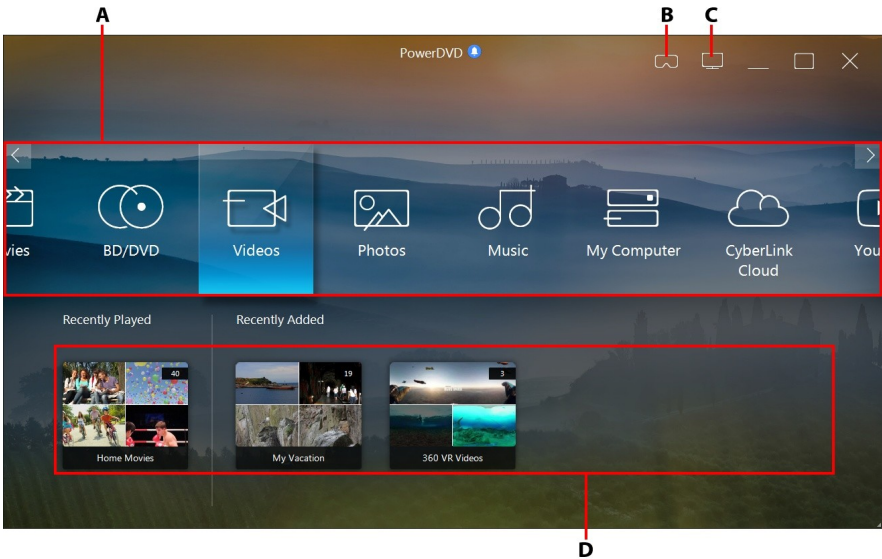 A
B
C
PowerDVD
vies
BD/DVD
Videos
Photos
Music
My Computer
CyberLink
Cloud
You
Recently Played
Recently Added
40
19
3
Home Movies
My Vacation
360 VR Videos
D